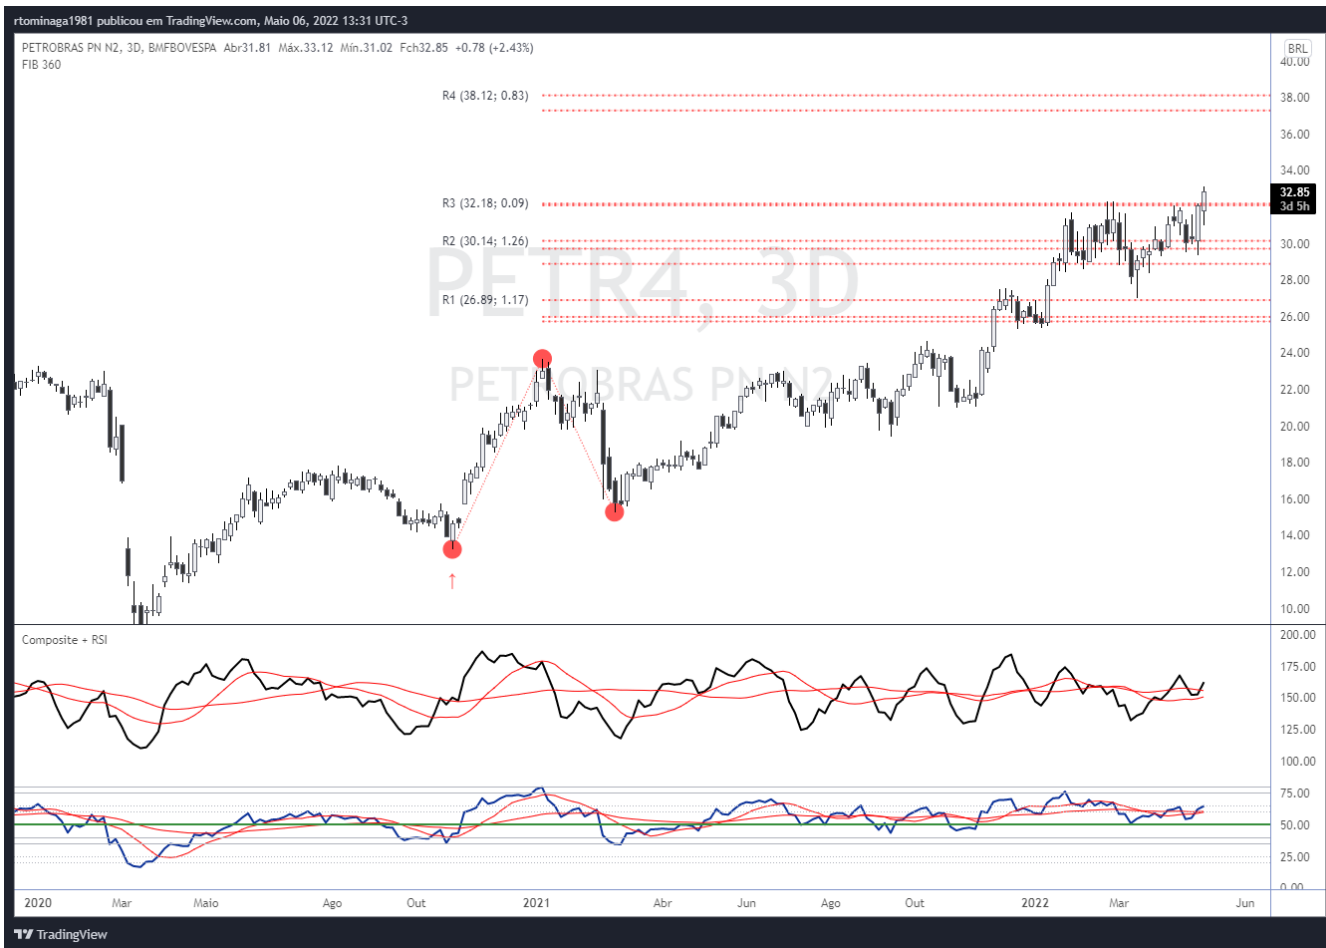 rtominaga1981 publicou em TradingView.com, Maio 06, 2022 13:31 UTC-3
PETROBRAS PN N2, 3D, BMFBOVESPA Abr31.81 Máx.33.12 Mín.31.02 Fch32.85 +0.78 (+2.43%)
FIB 360
BRL
40.00
R4 (38.12; 0.83)
38.00
36.00
34.00
32.85
3d 5h
R3 (32.18; 0.09)
R2 (30.14; 1.26)
30.00
28.00
PETR4, 3D
R1 (26.89; 1.17)
26.00
24.00
PETROBRAS PN N2
22.00
20.00
18.00
16.00
14.00
12.00
10.00
Composite + RSI
200.00
175.00
150.00
125.00
100.00
75.00
50.00
25.00
0.00
2020 Mar Maio Ago Out 2021 Abr Jun Ago Out 2022 Mar Jun
TradingView